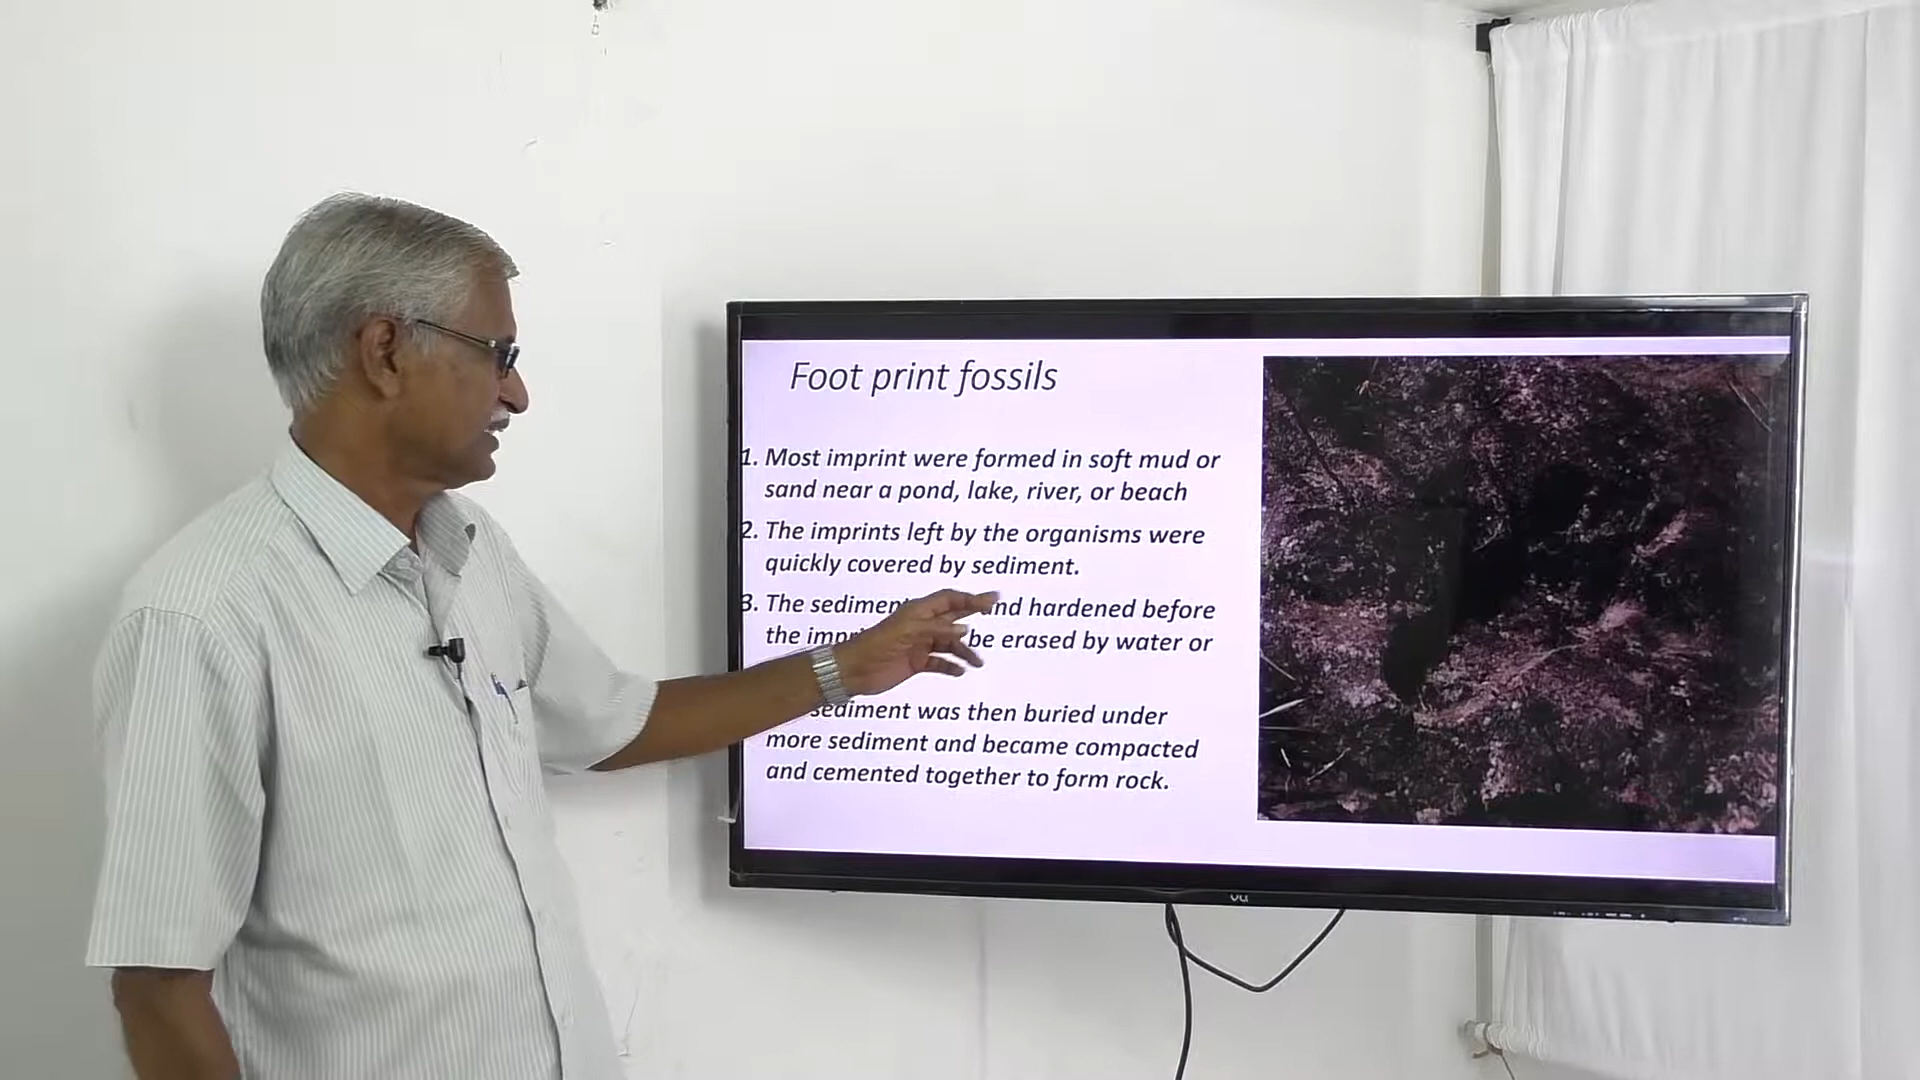 Foot print fossils
1. Most imprint were formed in soft mud or
sand near a pond, lake, river, or beach
2. The imprints left by the organisms were
quickly covered by sediment.
3. The sediment and hardened before
the be erased by water or
sediment was then buried under
more sediment and became compacted
and cemented together to form rock.
vu